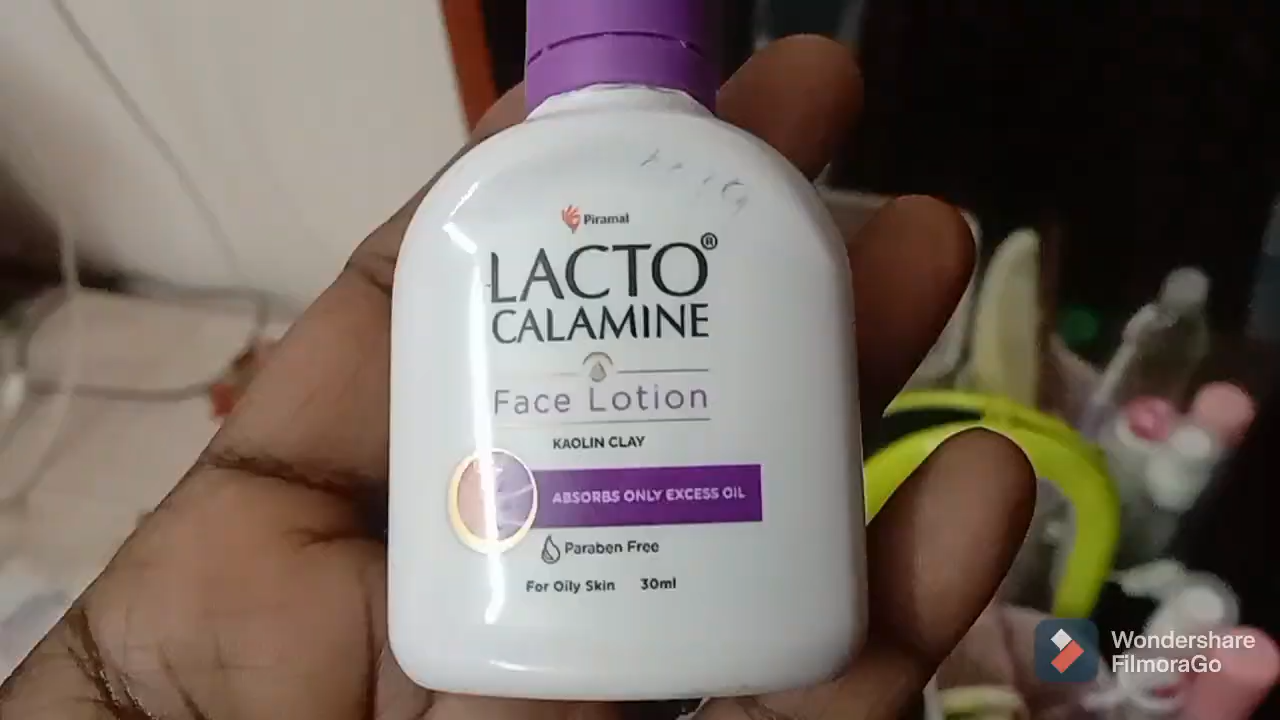 Piramal
LACTO®
CALAMINE
Face Lotion
KAOLIN CLAY
ABSORBS ONLY EXCESS OIL
Paraben Free
For Oily Skin 30ml
Wondershare
FilmoraGo